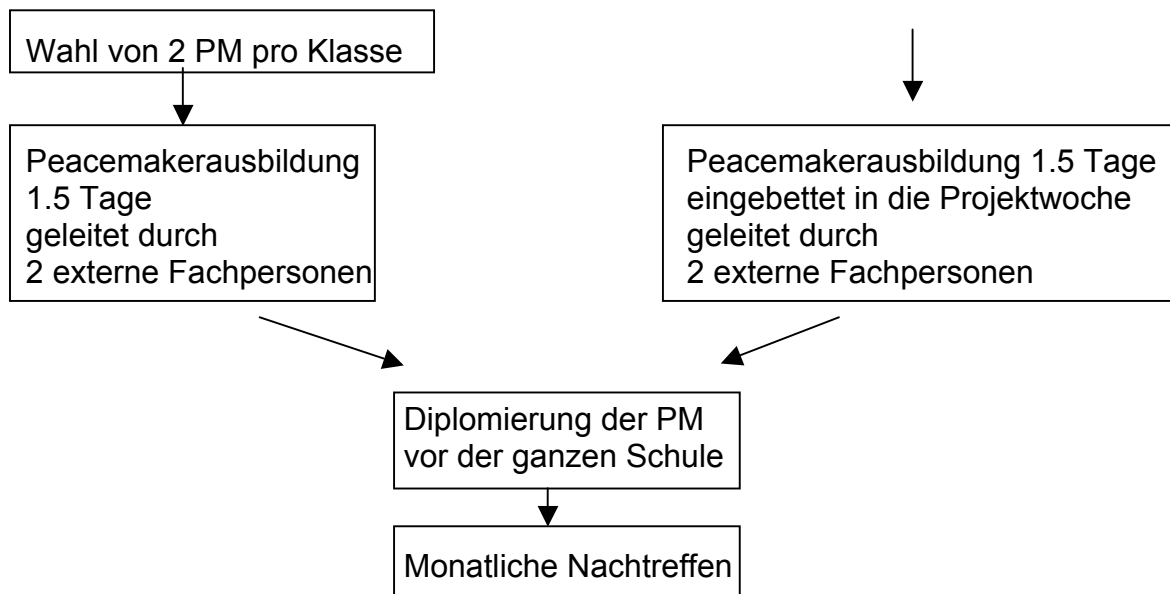 Wahl von 2 PM pro Klasse
Peacemakerausbildung
1.5 Tage
geleitet durch
2 externe Fachpersonen
Peacemakerausbildung 1.5 Tage
eingebettet in die Projektwoche
geleitet durch
2 externe Fachpersonen
Diplomierung der PM
vor der ganzen Schule
Monatliche Nachtreffen